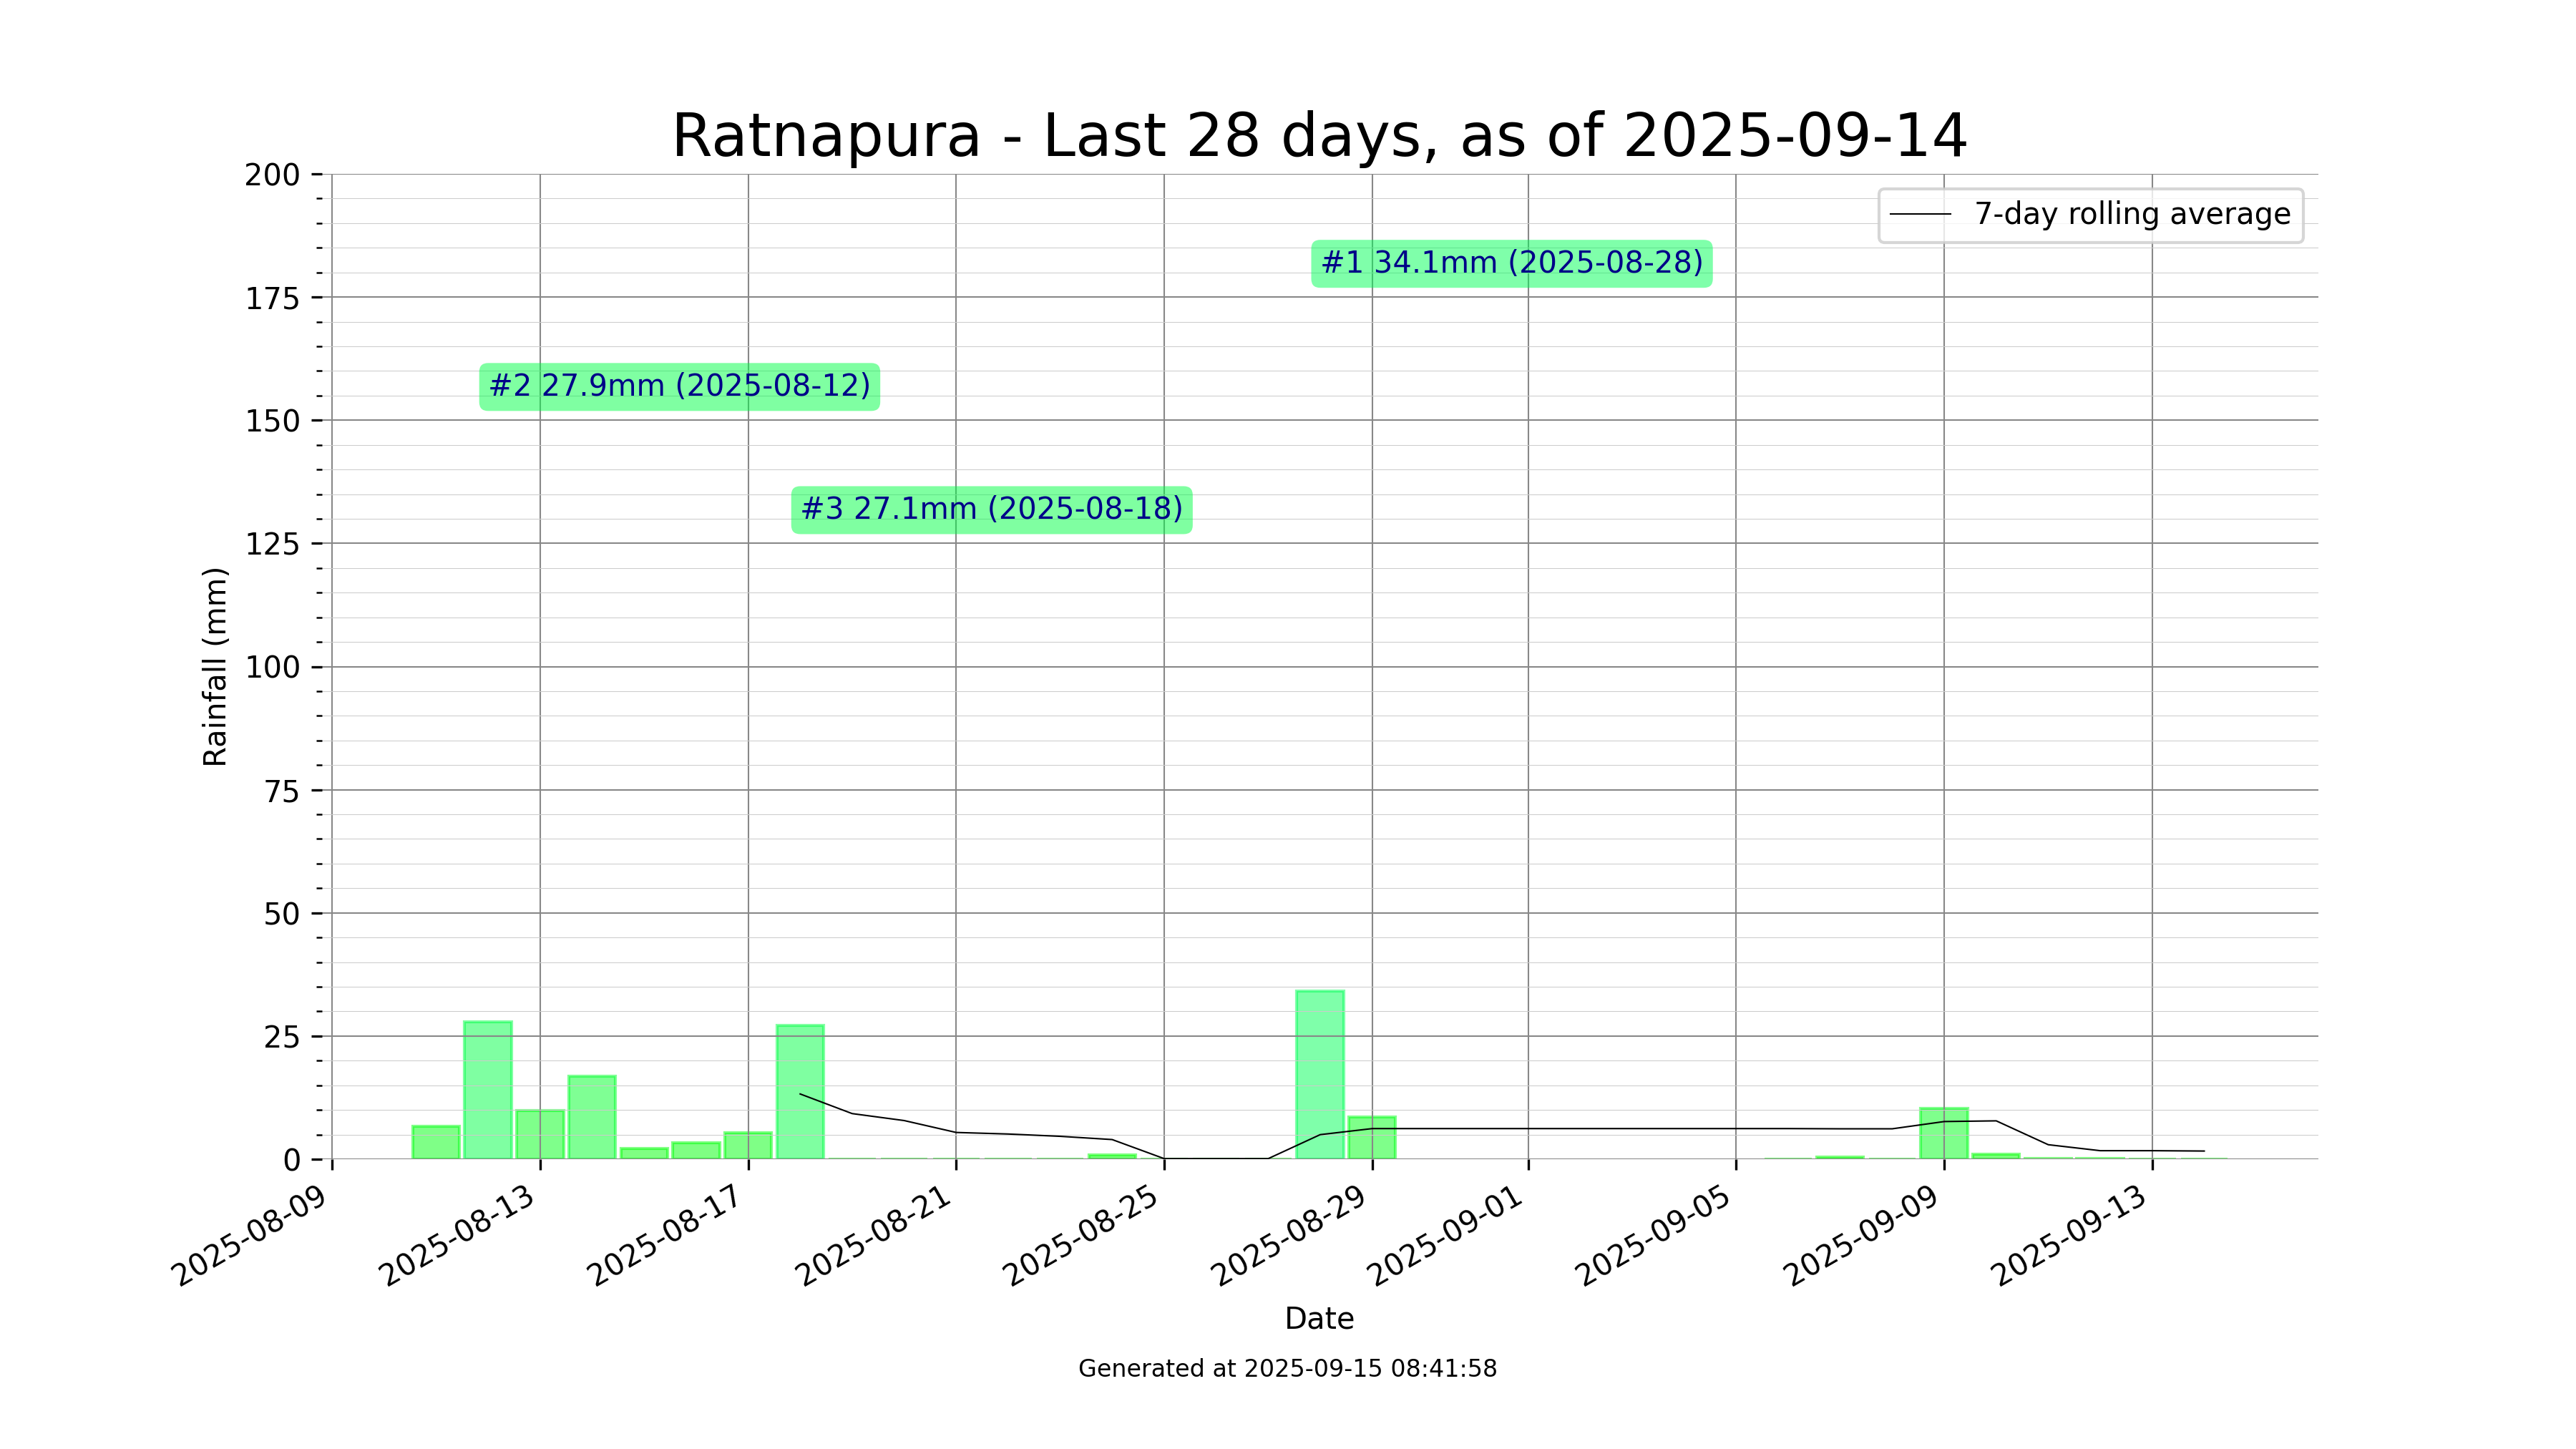 Ratnapura - Last 28 days, as of 2025-09-14
7-day rolling average
#1 34.1mm (2025-08-28)
#2 27.9mm (2025-08-12)
#3 27.1mm (2025-08-18)
Rainfall (mm)
200
175
150
125
100
75
50
25
0
2025-08-09
2025-08-13
2025-08-17
2025-08-21
2025-08-25
2025-08-29
2025-09-01
2025-09-05
2025-09-09
2025-09-13
Date
Generated at 2025-09-15 08:41:58